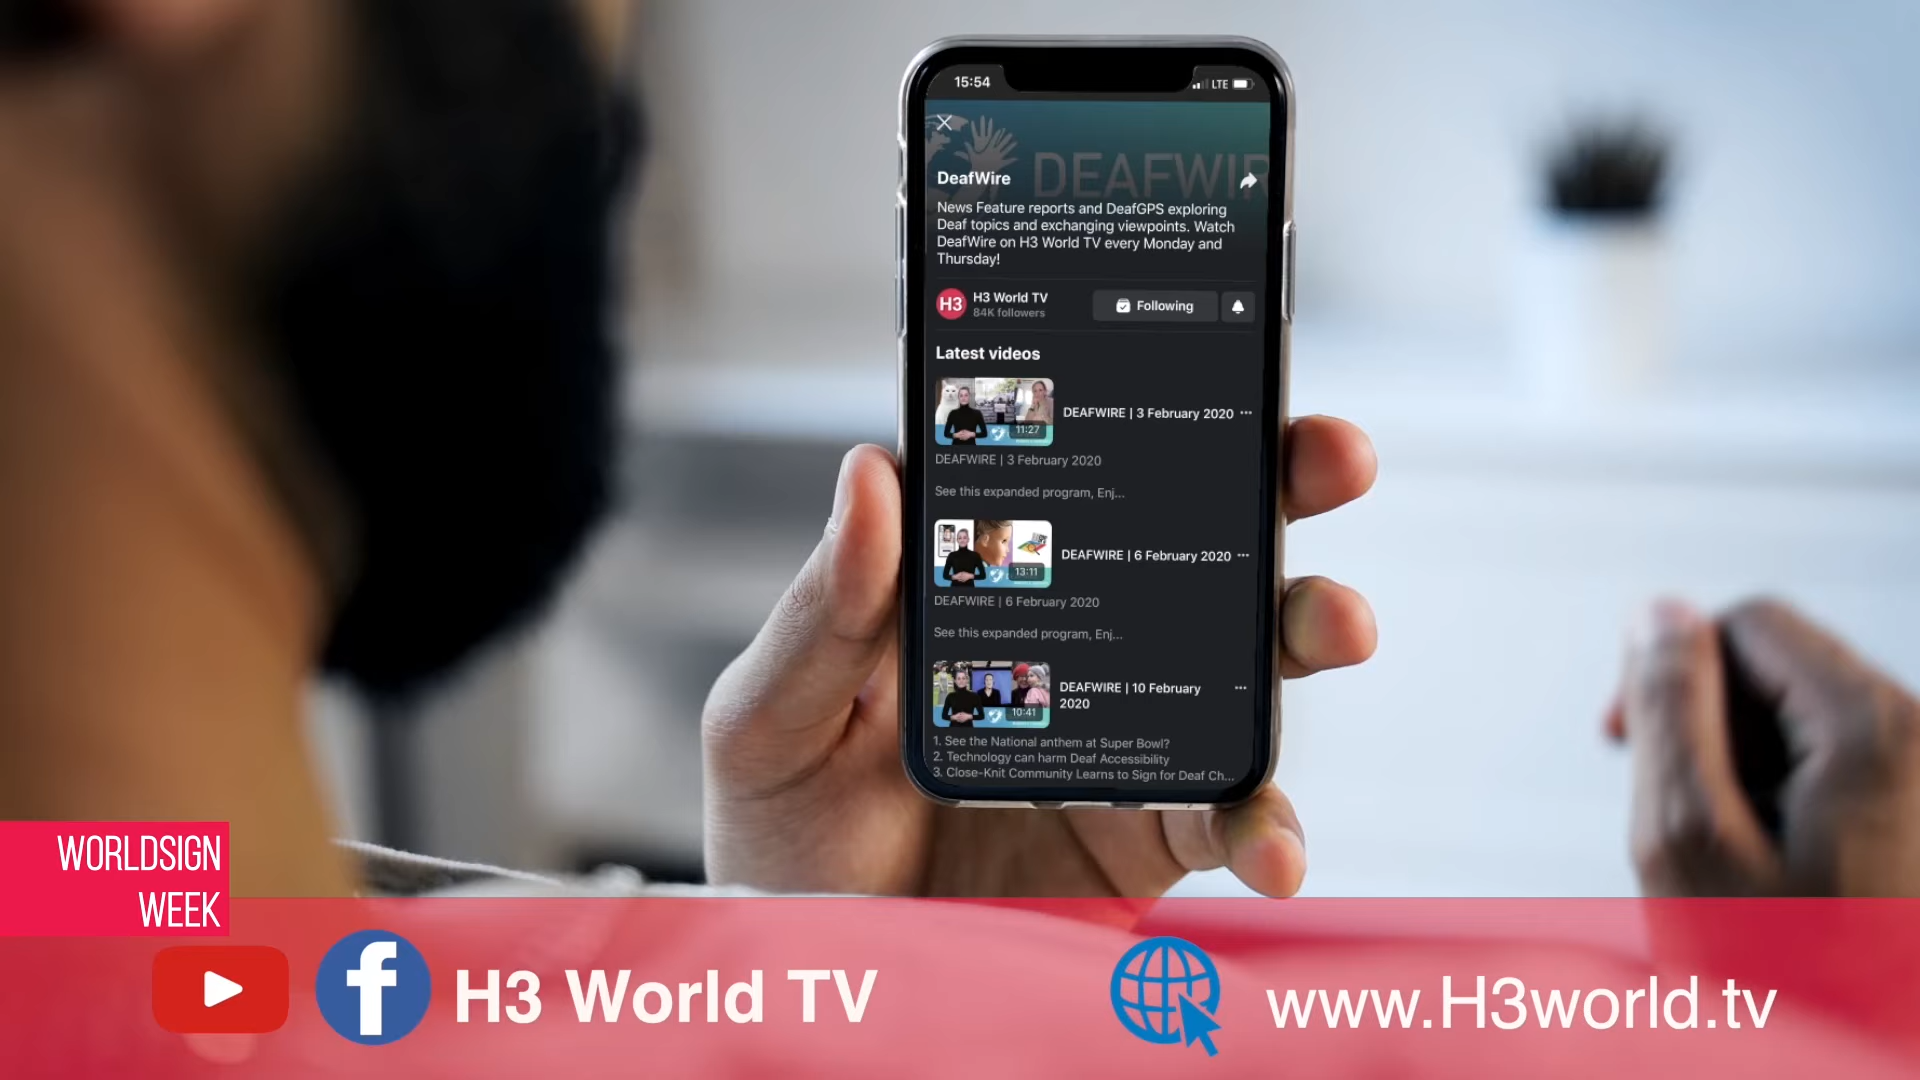 15:54
LTE
DEAFWIR
DeafWire
News Feature reports and DeafGPS exploring
Deaf topics and exchanging viewpoints. Watch
DeafWire on H3 World TV every Monday and
Thursday!
H3
H3 World TV
84K followers
Following
Latest videos
11:27
DEAFWIRE | 3 February 2020
DEAFWIRE | 3 February 2020
See this expanded program, Enj...
13:11
DEAFWIRE | 6 February 2020
DEAFWIRE | 6 February 2020
See this expanded program, Enj...
10:41
DEAFWIRE | 10 February
2020
1. See the National anthem at Super Bowl?
2. Technology can harm Deaf Accessibility
3. Close-Knit Community Learns to Sign for Deaf Ch...
WORLDSIGN
WEEK
f
H3 World TV
www.H3world.tv